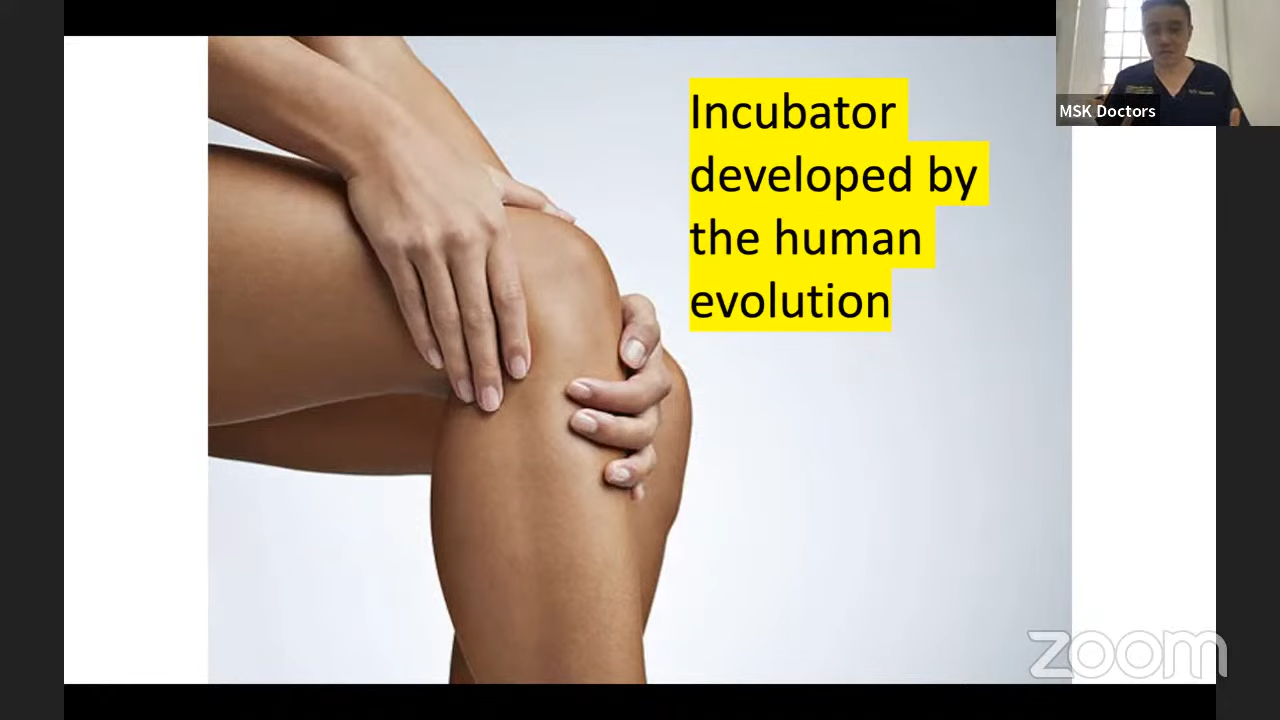 Incubator
developed by
the human
evolution
MSK Doctors
zoom